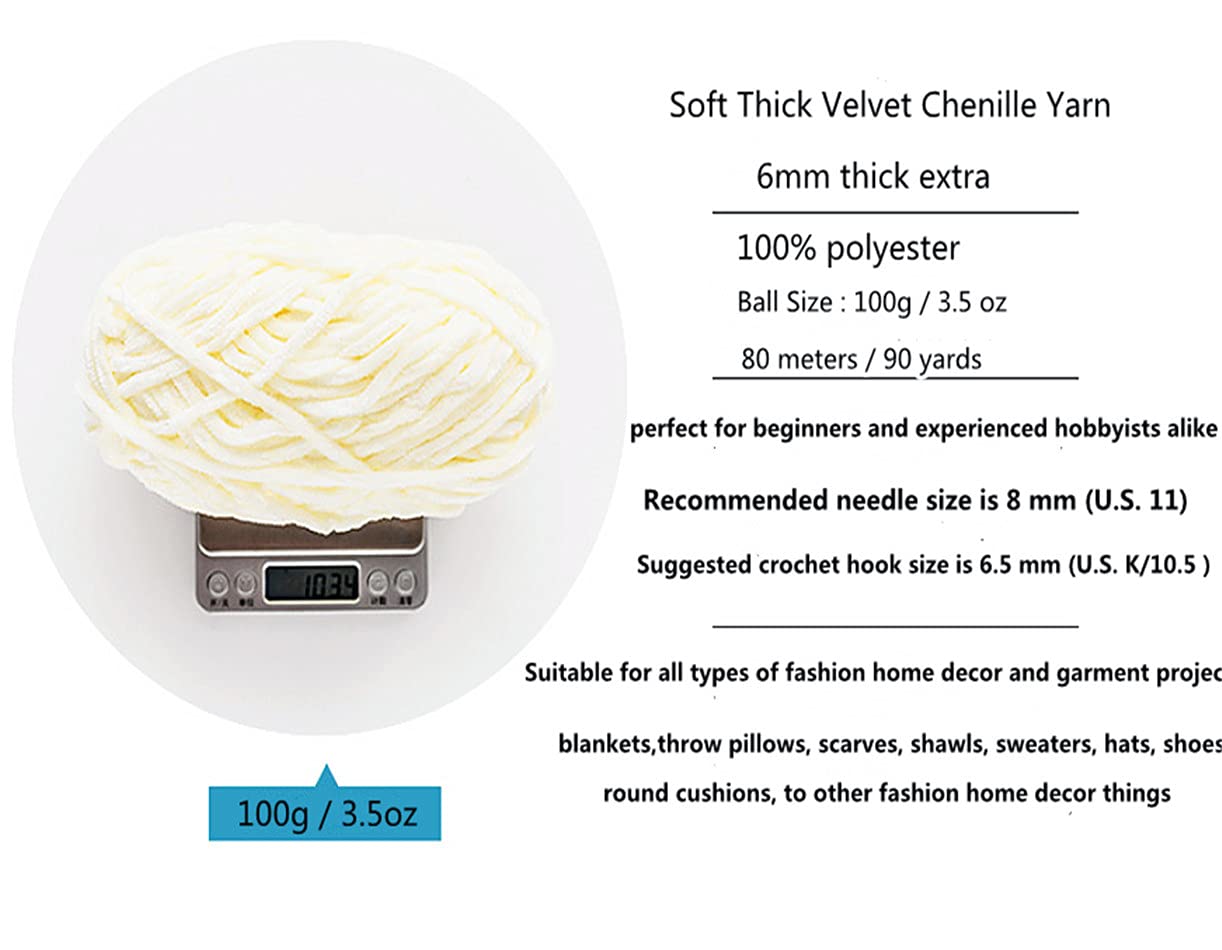 Soft Thick Velvet Chenille Yarn
6mm thick extra
100% polyester
Ball Size : 100g / 3.5 oz
80 meters / 90 yards
perfect for beginners and experienced hobbyists alike
Recommended needle size is 8 mm (U.S. 11)
Suggested crochet hook size is 6.5 mm (U.S. K/10.5 )
Suitable for all types of fashion home decor and garment projec
blankets,throw pillows, scarves, shawls, sweaters, hats, shoes
round cushions, to other fashion home decor things
103.4
100g / 3.5oz